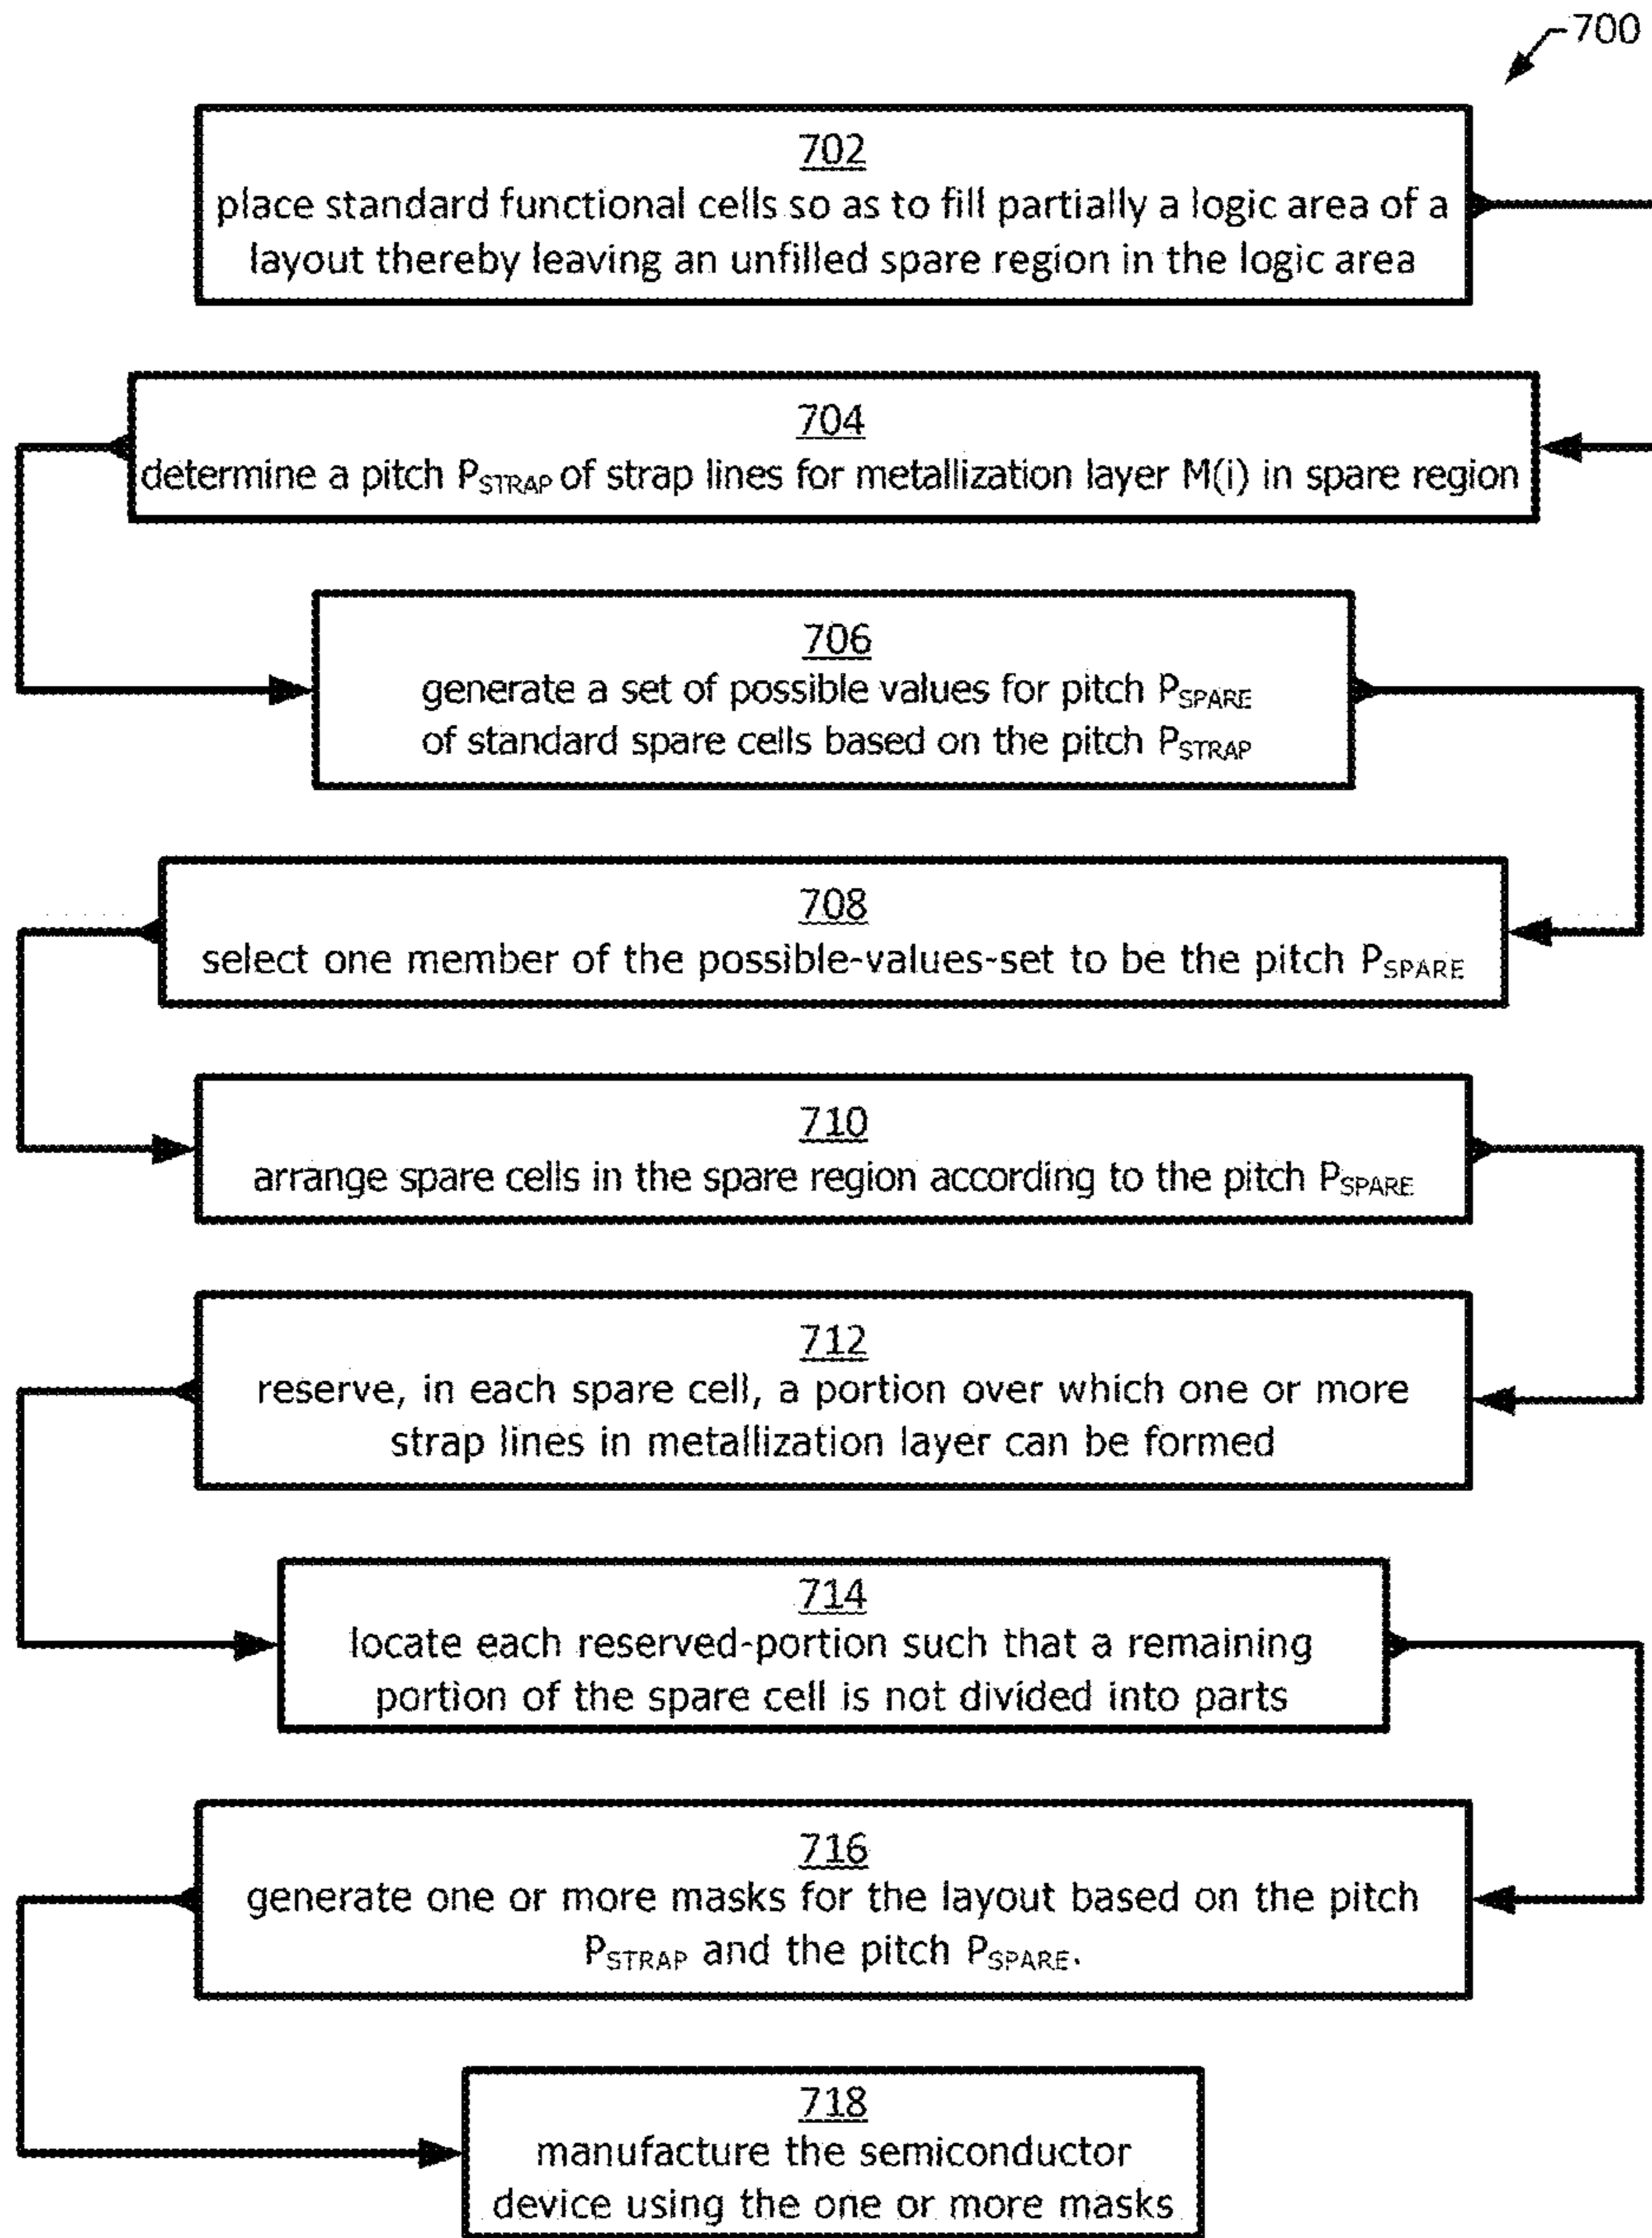 700
702
place standard functional cells so as to fill partially a logic area of a
layout thereby leaving an unfilled spare region in the logic area
704
determine a pitch P_STRAP of strap lines for metallization layer M(i) in spare region
706
generate a set of possible values for pitch P_SPARE
of standard spare cells based on the pitch P_STRAP
708
select one member of the possible-values-set to be the pitch P_SPARE
710
arrange spare cells in the spare region according to the pitch P_SPARE
712
reserve, in each spare cell, a portion over which one or more
strap lines in metallization layer can be formed
714
locate each reserved-portion such that a remaining
portion of the spare cell is not divided into parts
716
generate one or more masks for the layout based on the pitch
P_STRAP and the pitch P_SPARE.
718
manufacture the semiconductor
device using the one or more masks